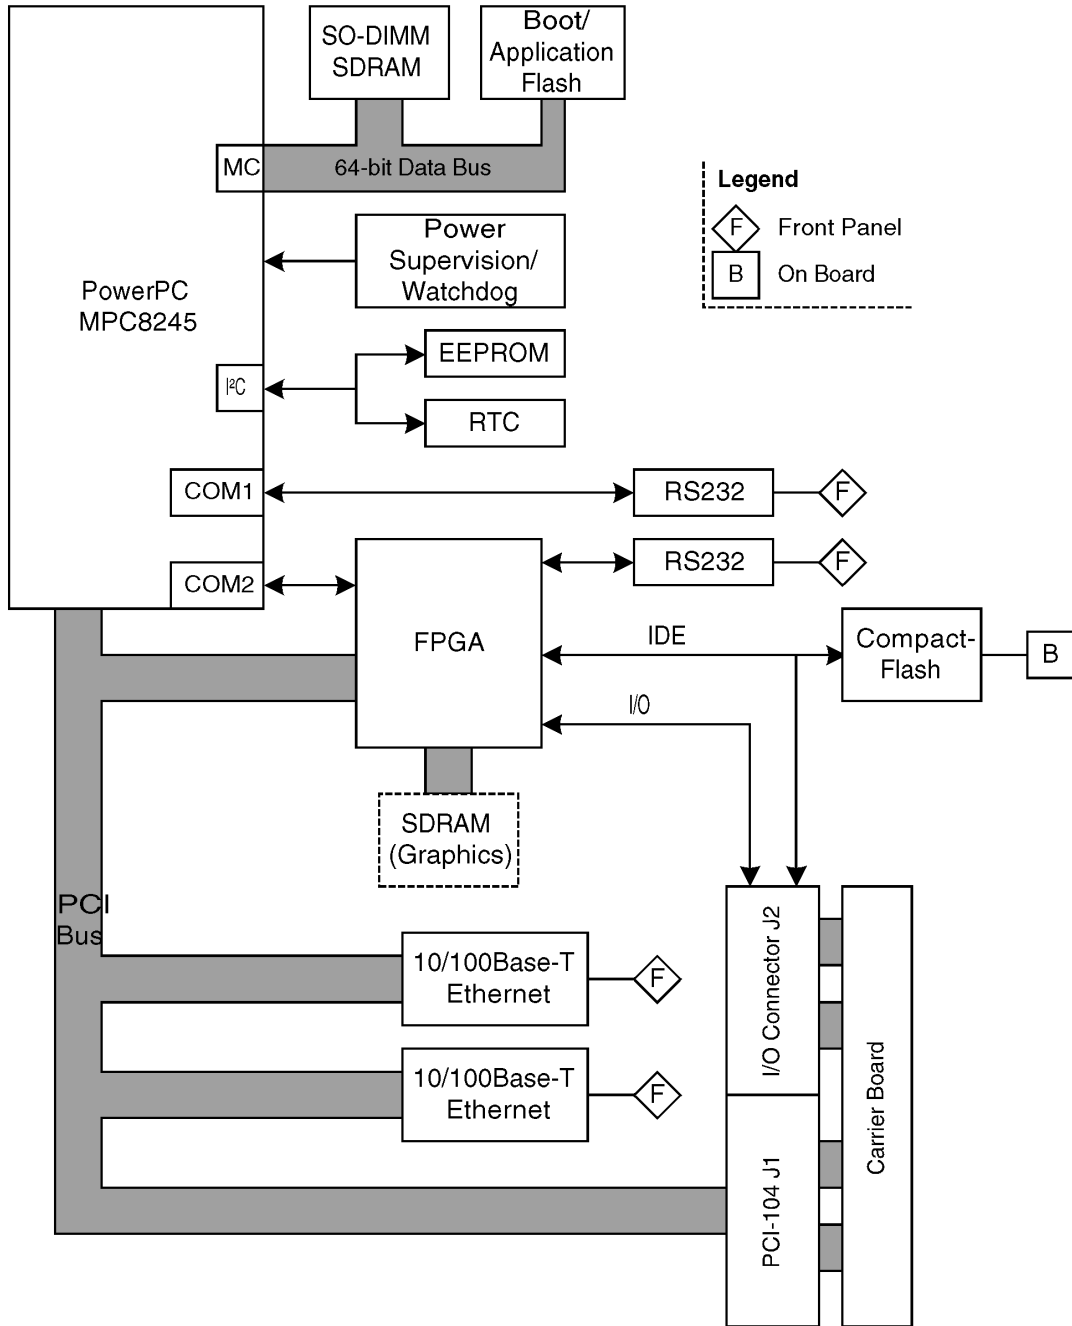 SO-DIMM
SDRAM
Boot/
Application
Flash
MC
64-bit Data Bus
Legend
F Front Panel
B On Board
Power
Supervision/
Watchdog
PowerPC
MPC8245
I²C
EEPROM
RTC
COM1
RS232
F
COM2
RS232
F
FPGA
IDE
Compact-
Flash
B
I/O
SDRAM
(Graphics)
PCI
Bus
10/100Base-T
Ethernet
F
10/100Base-T
Ethernet
F
I/O Connector J2
PCI-104 J1
Carrier Board